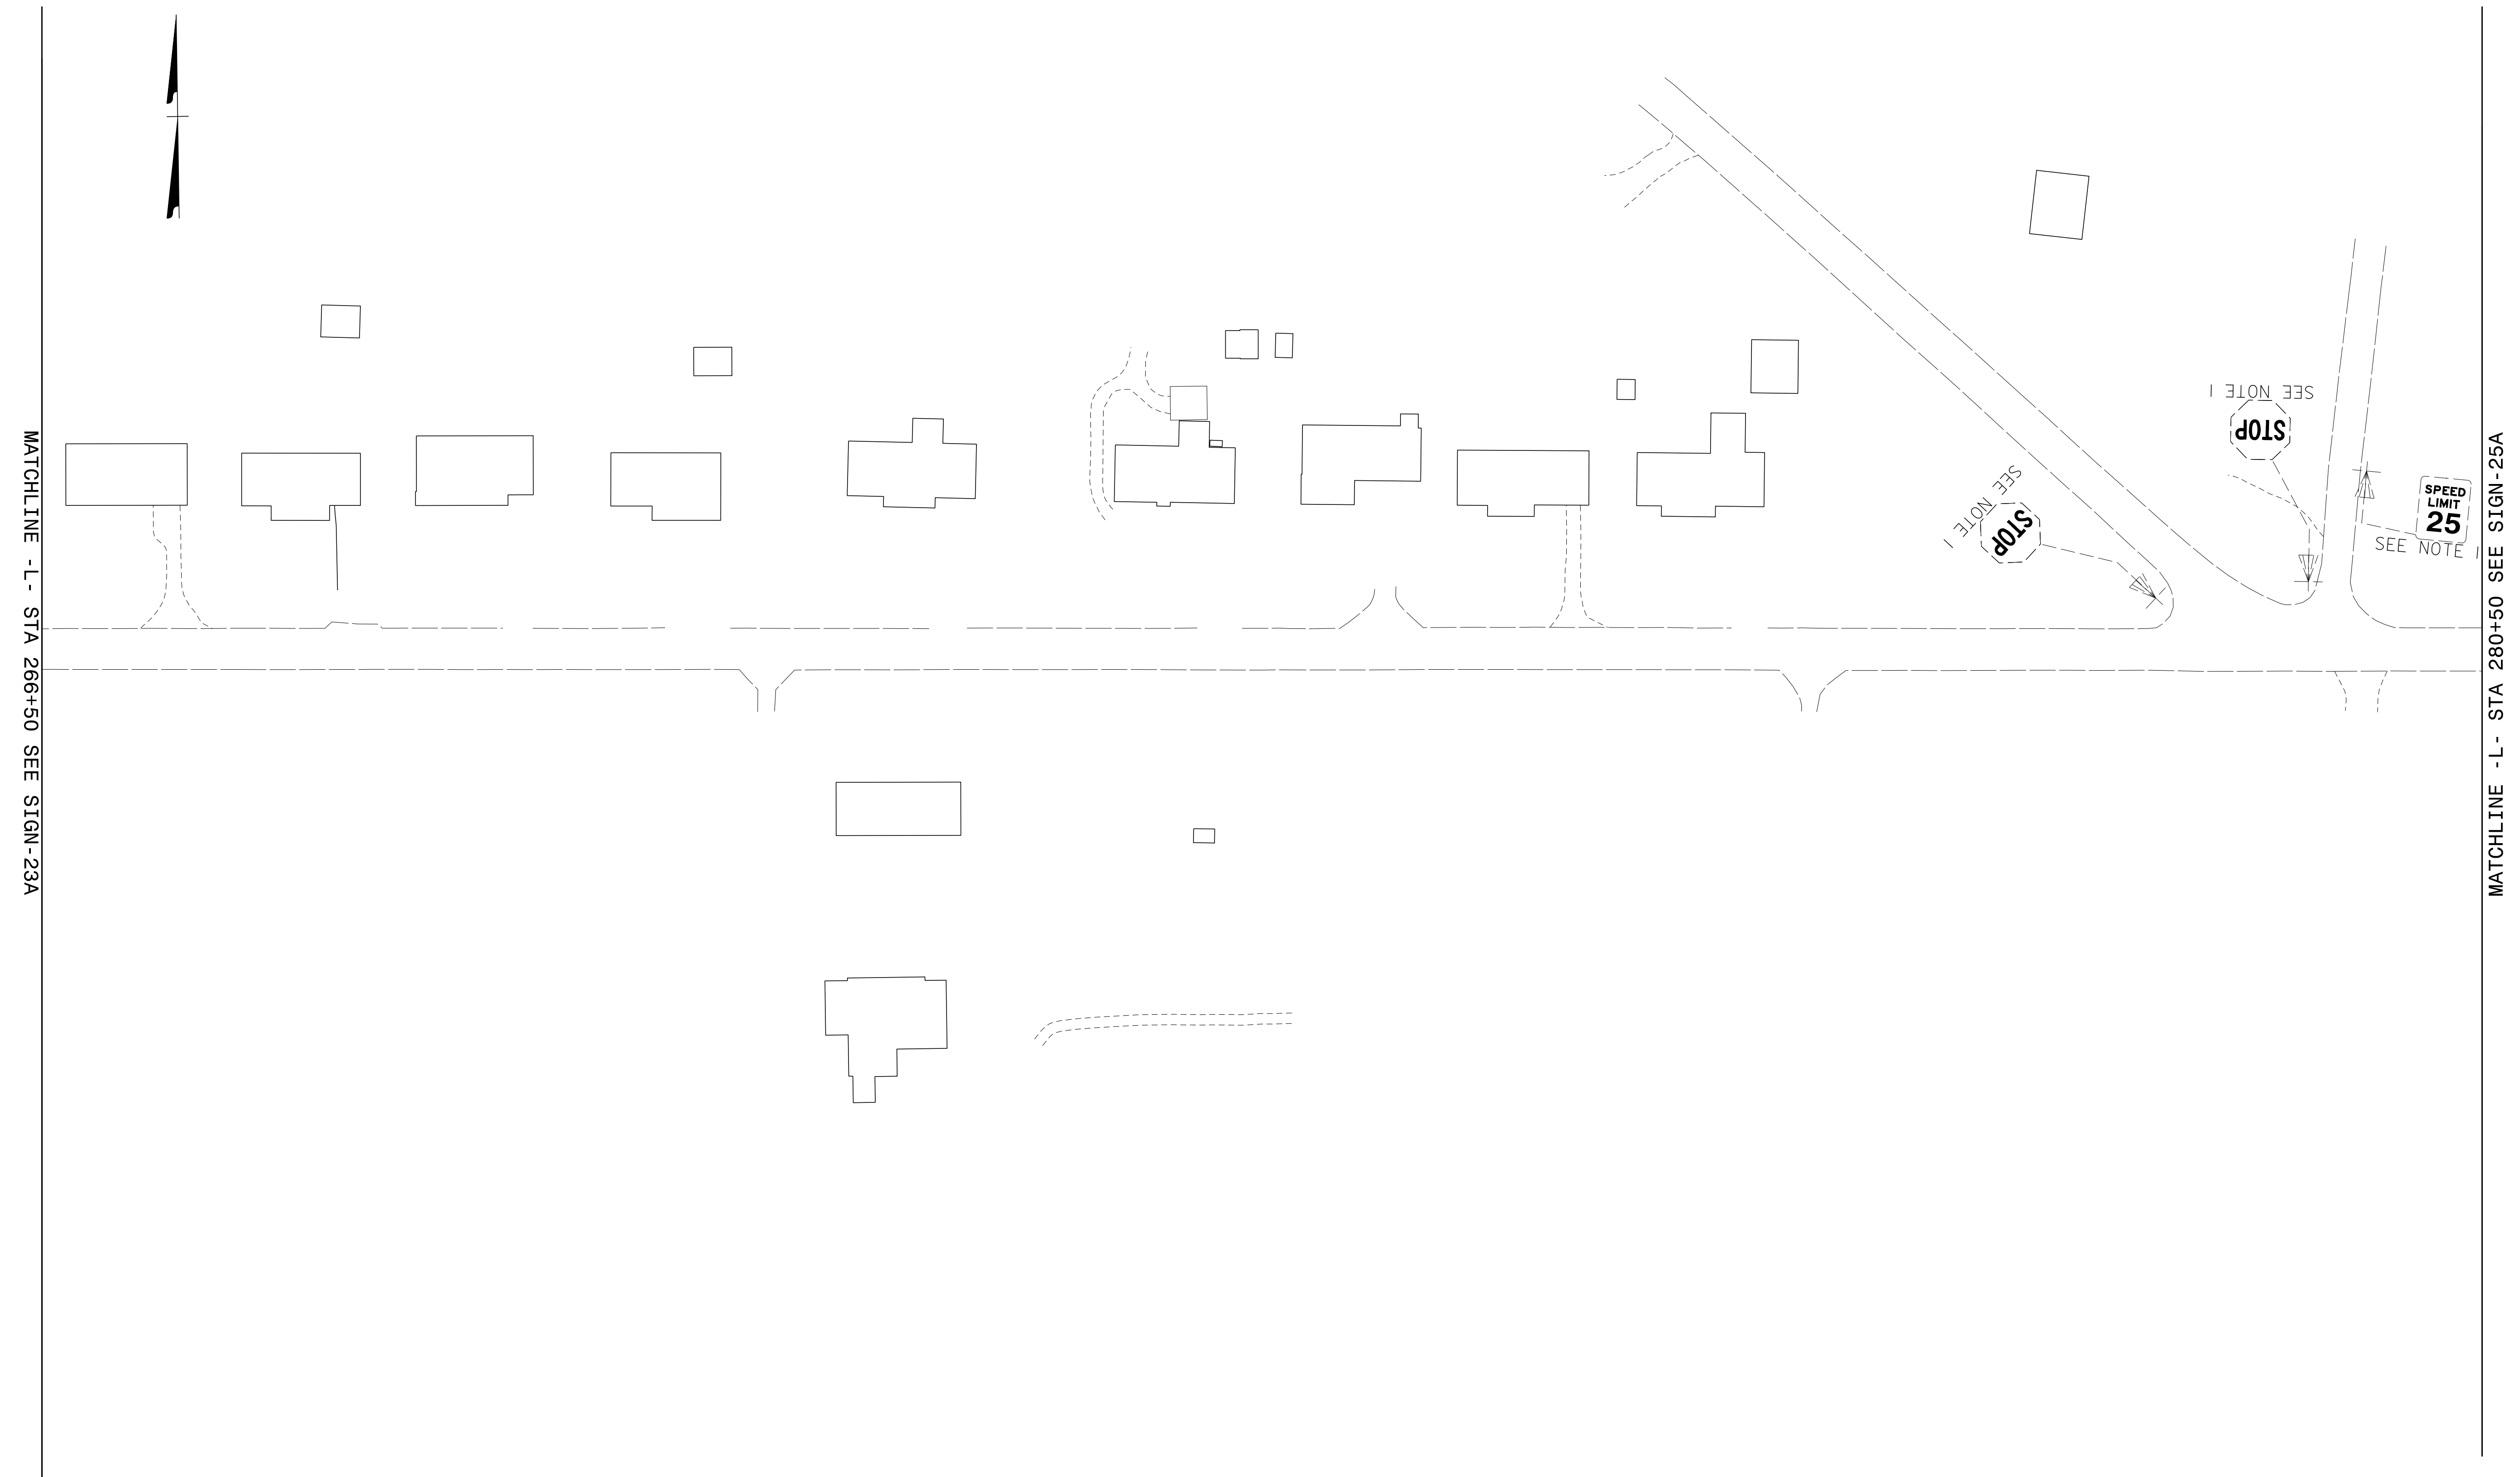 MATCHLINE -L- STA 266+50 SEE SIGN-23A
SEE NOTE 1
STOP
SEE NOTE 1
STOP
SPEED
LIMIT
25
SEE NOTE 1
MATCHLINE -L- STA 280+50 SEE SIGN-25A